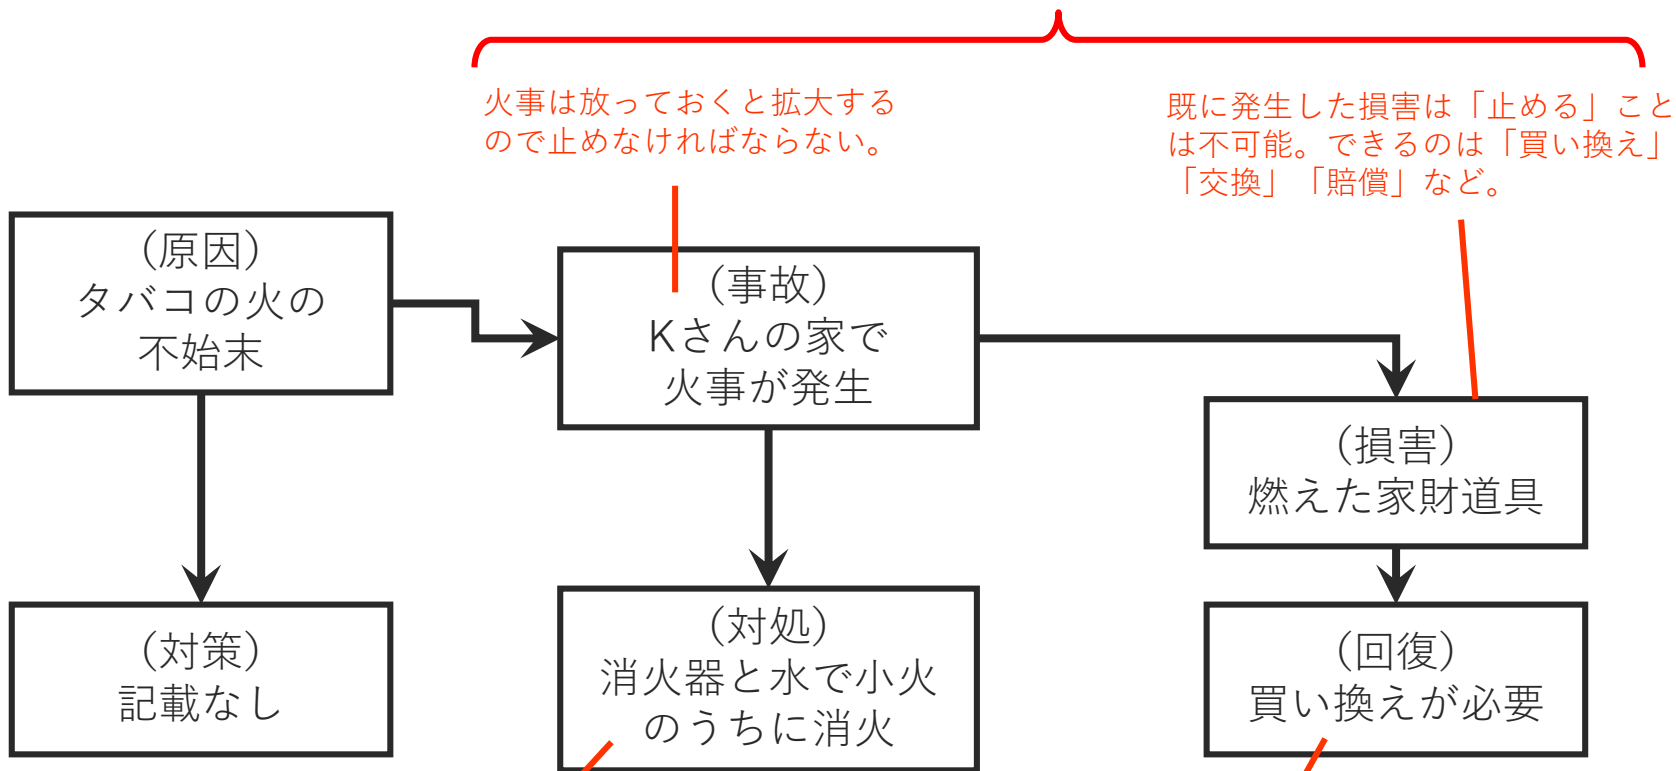 火事は放っておくと拡大する
ので止めなければならない。
既に発生した損害は「止める」こと
は不可能。できるのは「買い換え」
「交換」「賠償」など。
（原因）
タバコの火の
不始末
（事故）
Kさんの家で
火事が発生
（損害）
燃えた家財道具
（対策）
記載なし
（対処）
消火器と水で小火
のうちに消火
（回復）
買い換えが必要